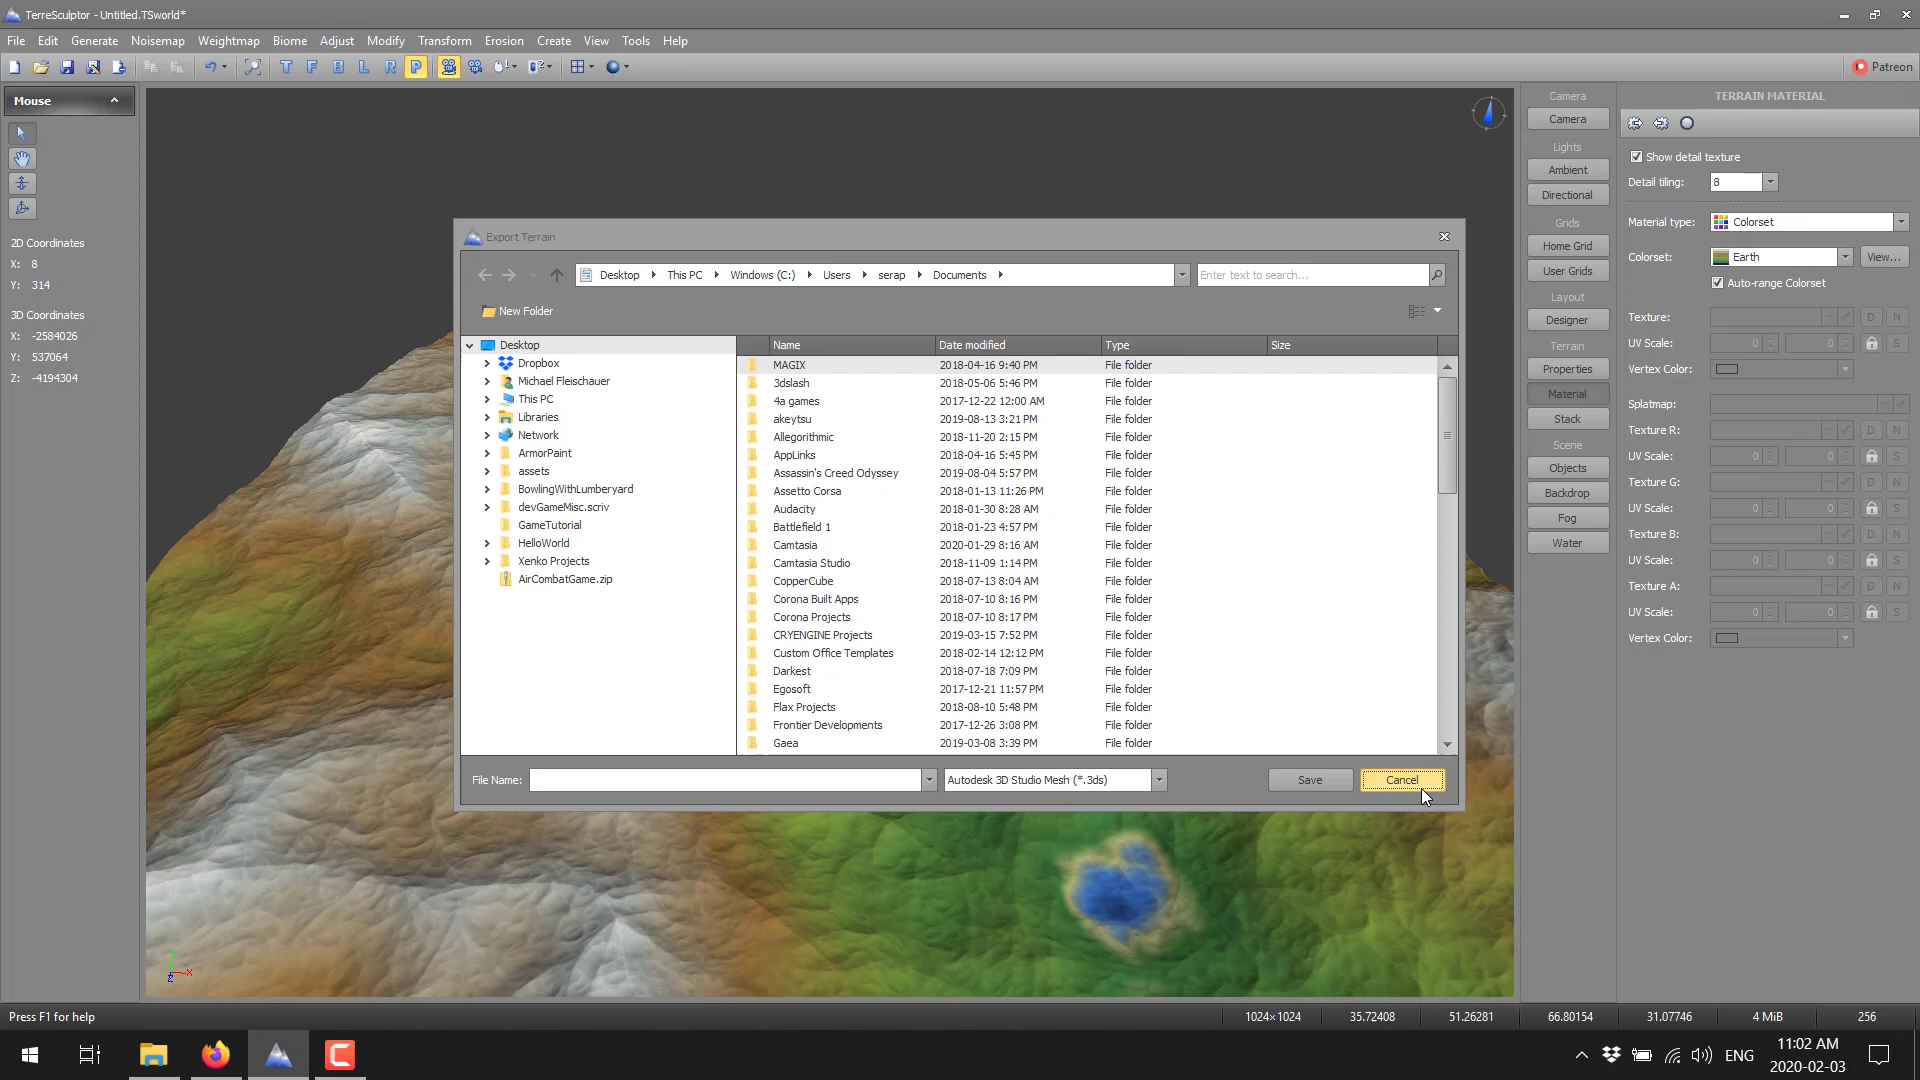 TerreSculptor - Untitled.TSworld*
File Edit Generate Noisemap Weightmap Biome Adjust Modify Transform Erosion Create View Tools Help
T F B L R P 1 2 Patreon
Mouse
2D Coordinates
X: 8
Y: 314
3D Coordinates
X: -2584026
Y: 537064
Z: -4194304
Export Terrain
Desktop This PC Windows (C:) Users serap Documents Enter text to search...
New Folder
Desktop
Dropbox
Michael Fleischauer
This PC
Libraries
Network
ArmorPaint
assets
BowlingWithLumberyard
devGameMisc.scriv
GameTutorial
HelloWorld
Xenko Projects
AirCombatGame.zip
Name Date modified Type Size
MAGIX 2018-04-16 9:40 PM File folder
3dslash 2018-05-06 5:46 PM File folder
4a games 2017-12-22 12:00 AM File folder
akeytsu 2019-08-13 3:21 PM File folder
Allegorithmic 2018-11-20 2:15 PM File folder
AppLinks 2018-04-16 5:45 PM File folder
Assassin's Creed Odyssey 2019-08-04 5:57 PM File folder
Assetto Corsa 2018-01-13 11:26 PM File folder
Audacity 2018-01-30 8:28 AM File folder
Battlefield 1 2018-01-23 4:57 PM File folder
Camtasia 2020-01-29 8:16 AM File folder
Camtasia Studio 2018-11-09 1:14 PM File folder
CopperCube 2018-07-13 8:04 AM File folder
Corona Built Apps 2018-07-10 8:16 PM File folder
Corona Projects 2018-07-10 8:17 PM File folder
CRYENGINE Projects 2019-03-15 7:52 PM File folder
Custom Office Templates 2018-02-14 12:12 PM File folder
Darkest 2018-07-18 7:09 PM File folder
Egosoft 2017-12-21 11:57 PM File folder
Flax Projects 2018-08-10 5:48 PM File folder
Frontier Developments 2017-12-26 3:08 PM File folder
Gaea 2019-03-08 3:39 PM File folder
File Name: Autodesk 3D Studio Mesh (*.3ds) Save Cancel
X
Z
Camera
Camera
Lights
Ambient
Directional
Grids
Home Grid
User Grids
Layout
Designer
Terrain
Properties
Material
Stack
Scene
Objects
Backdrop
Fog
Water
TERRAIN MATERIAL
Show detail texture
Detail tiling: 8
Material type: Colorset
Colorset: Earth View...
Auto-range Colorset
Texture: ... D N
UV Scale: 0 0 S
Vertex Color:
Splatmap: ...
Texture R: ... D N
UV Scale: 0 0 S
Texture G: ... D N
UV Scale: 0 0 S
Texture B: ... D N
UV Scale: 0 0 S
Texture A: ... D N
UV Scale: 0 0 S
Vertex Color:
Press F1 for help 1024×1024 35.72408 51.26281 66.80154 31.07746 4 MiB 256
ENG 11:02 AM
2020-02-03